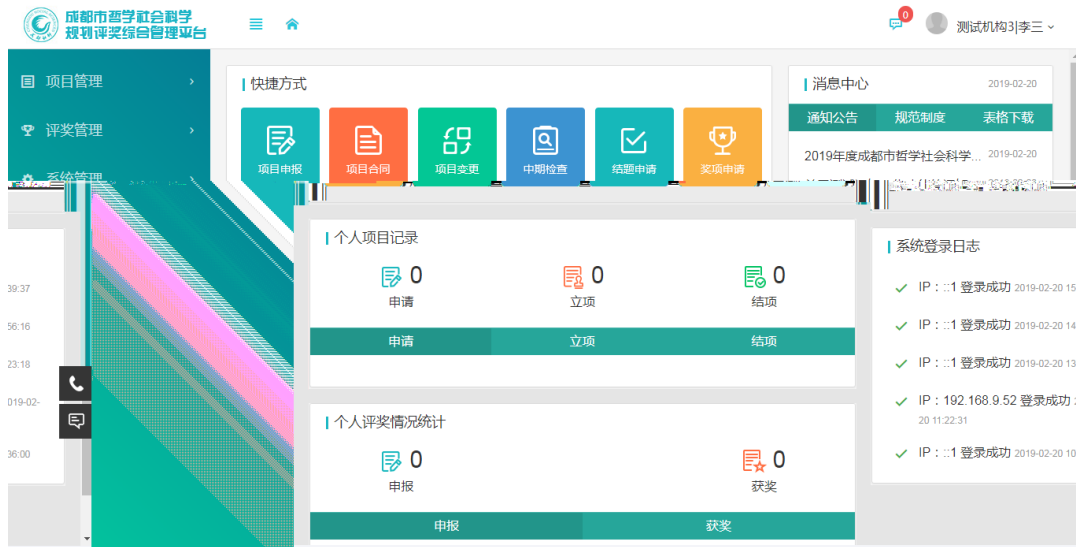 成都市哲学社会科学
规划评奖综合管理平台
0
测试机构3|李三
项目管理
评奖管理
系统管理
快捷方式
项目申报
项目合同
项目变更
中期检查
结题申请
奖项申请
消息中心
2019-02-20
通知公告
规范制度
表格下载
2019年度成都市哲学社会科学... 2019-02-20
39:37
56:16
23:18
019-02-
36:00
个人项目记录
0
申请
0
立项
0
结项
申请
立项
结项
个人评奖情况统计
0
申报
0
获奖
申报
获奖
系统登录日志
IP：::1 登录成功 2019-02-20 15
IP：::1 登录成功 2019-02-20 14
IP：::1 登录成功 2019-02-20 13
IP：192.168.9.52 登录成功
20 11:22:31
IP：::1 登录成功 2019-02-20 10